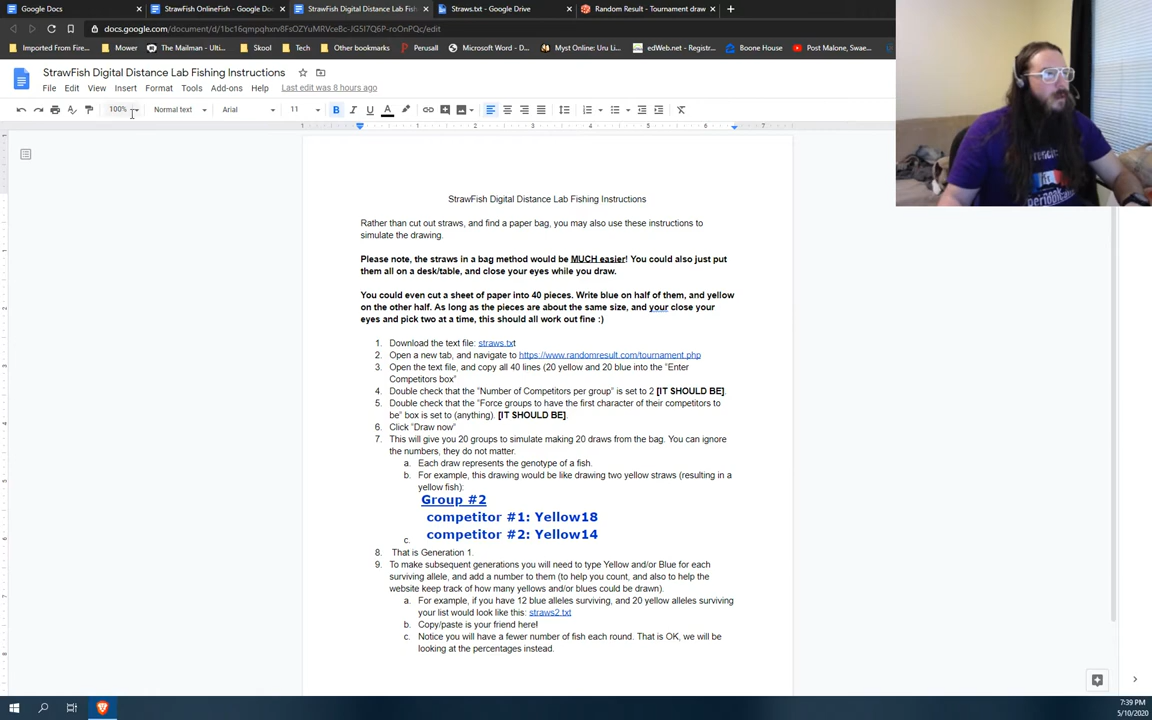 Google Docs
StrawFish OnlineFish - Google Do
StrawFish Digital Distance Lab Fish
Straws.txt - Google Drive
Random Result - Tournament draw
docs.google.com
Imported From Fire...
Mower
The Mailman - Ulti...
Skool
Tech
Other bookmarks
Perusall
Microsoft Word - D...
Myst Online: Uru Li...
edWeb.net - Registr...
Boone House
Post Malone, Swae...
StrawFish Digital Distance Lab Fishing Instructions
File Edit View Insert Format Tools Add-ons Help Last edit was 8 hours ago
100% Normal text Arial 11
StrawFish Digital Distance Lab Fishing Instructions
Rather than cut out straws, and find a paper bag, you may also use these instructions to
simulate the drawing.
Please note, the straws in a bag method would be MUCH easier! You could also just put
them all on a desk/table, and close your eyes while you draw.
You could even cut a sheet of paper into 40 pieces. Write blue on half of them, and yellow
on the other half. As long as the pieces are about the same size, and your close your
eyes and pick two at a time, this should all work out fine :)
1. Download the text file: straws.txt
2. Open a new tab, and navigate to https://www.randomresult.com/tournament.php
3. Open the text file, and copy all 40 lines (20 yellow and 20 blue into the "Enter
Competitors box"
4. Double check that the "Number of Competitors per group" is set to 2 [IT SHOULD BE].
5. Double check that the "Force groups to have the first character of their competitors to
be" box is set to (anything). [IT SHOULD BE].
6. Click "Draw now"
7. This will give you 20 groups to simulate making 20 draws from the bag. You can ignore
the numbers, they do not matter.
a. Each draw represents the genotype of a fish.
b. For example, this drawing would be like drawing two yellow straws (resulting in a
yellow fish):
Group #2
competitor #1: Yellow18
competitor #2: Yellow14
c.
8. That is Generation 1.
9. To make subsequent generations you will need to type Yellow and/or Blue for each
surviving allele, and add a number to them (to help you count, and also to help the
website keep track of how many yellows and/or blues could be drawn).
a. For example, if you have 12 blue alleles surviving, and 20 yellow alleles surviving
your list would look like this: straws2.txt
b. Copy/paste is your friend here!
c. Notice you will have a fewer number of fish each round. That is OK, we will be
looking at the percentages instead.
7:39 PM
5/10/2020